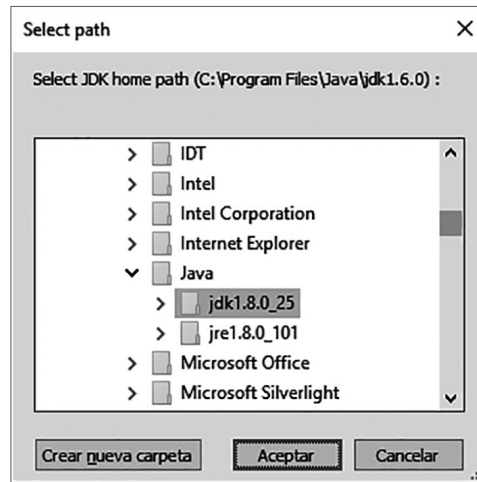 Select path
Select JDK home path (C:\Program Files\Java\jdk1.6.0) :
IDT
Intel
Intel Corporation
Internet Explorer
Java
jdk1.8.0_25
jre1.8.0_101
Microsoft Office
Microsoft Silverlight
Crear nueva carpeta Aceptar Cancelar